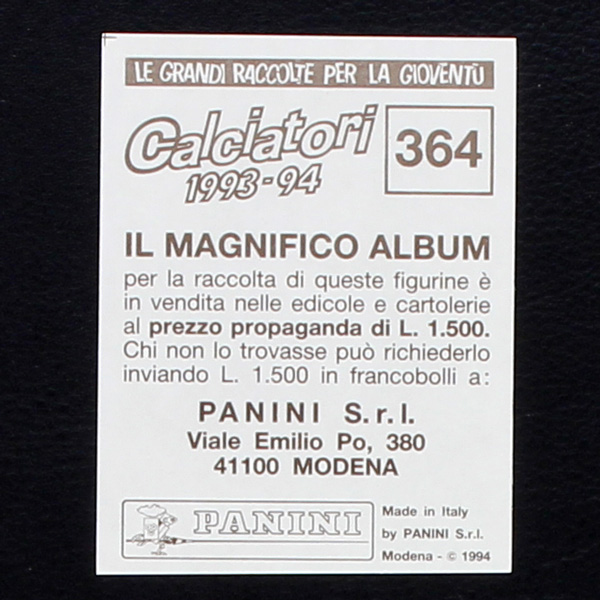 LE GRANDI RACCOLTE PER LA GIOVENTÙ
Calciatori
1993-94
364
IL MAGNIFICO ALBUM
per la raccolta di queste figurine è
in vendita nelle edicole e cartolerie
al prezzo propaganda di L. 1.500.
Chi non lo trovasse può richiederlo
inviando L. 1.500 in francobolli a:
PANINI S.r.l.
Viale Emilio Po, 380
41100 MODENA
PANINI
Made in Italy
by PANINI S.r.l.
Modena - © 1994